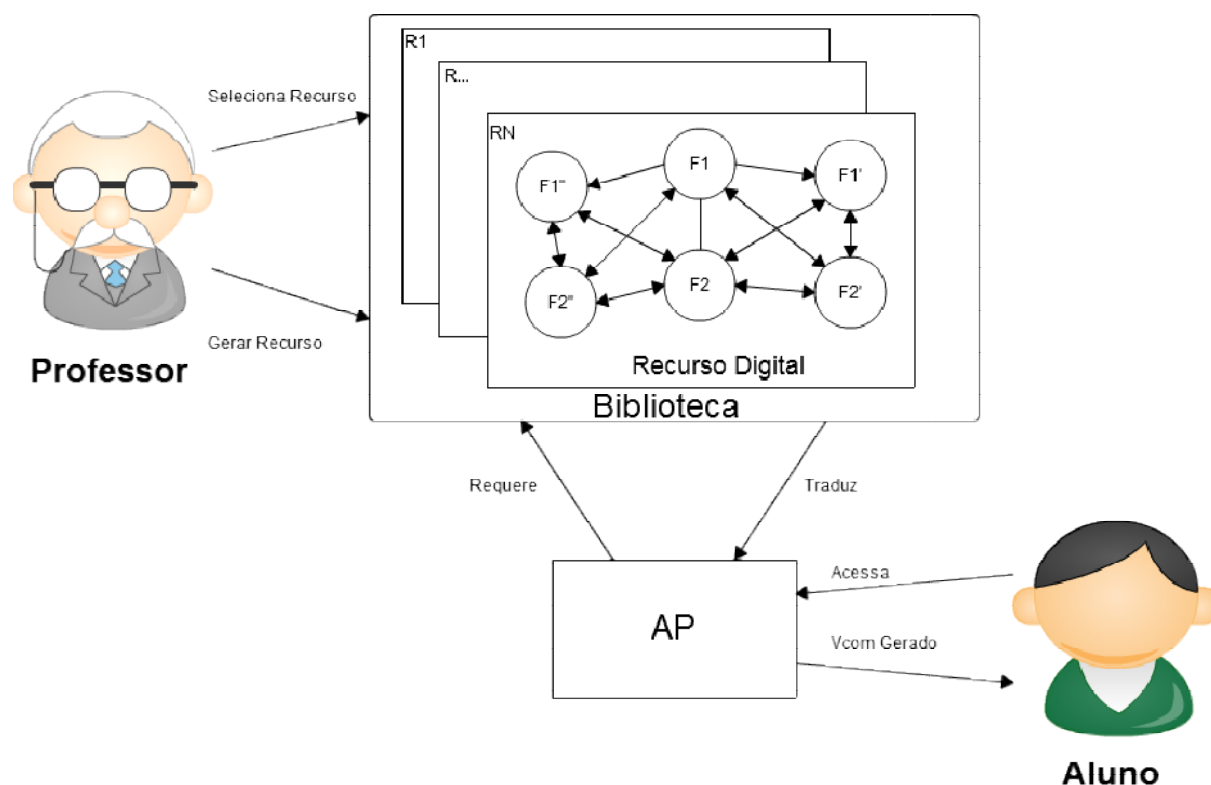 R1
R...
Seleciona Recurso
RN
F1''
F1
F1'
F2''
F2
F2'
Gerar Recurso
Professor
Recurso Digital
Biblioteca
Requere
Traduz
Acessa
AP
Vcom Gerado
Aluno